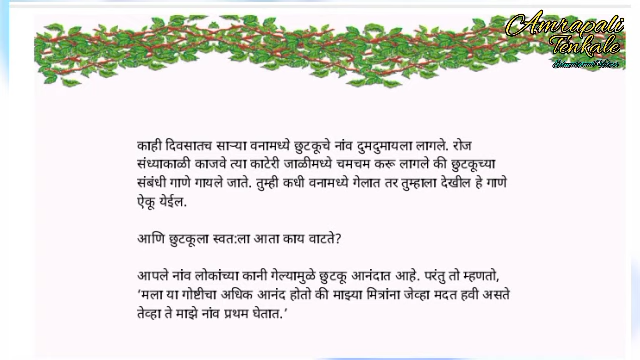 Amrapali
Tenkale
काही दिवसातच साऱ्या वनामध्ये छुटकूचे नांव दुमदुमायला लागले. रोज
संध्याकाळी काजवे त्या काटेरी जाळीमध्ये चमचम करू लागले की छुटकूच्या
संबंधी गाणे गायले जाते. तुम्ही कधी वनामध्ये गेलात तर तुम्हाला देखील हे गाणे
ऐकू येईल.
आणि छुटकूला स्वत:ला आता काय वाटते?
आपले नांव लोकांच्या कानी गेल्यामुळे छुटकू आनंदात आहे. परंतु तो म्हणतो,
‘मला या गोष्टीचा अधिक आनंद होतो की माझ्या मित्रांना जेव्हा मदत हवी असते
तेव्हा ते माझे नांव प्रथम घेतात.’